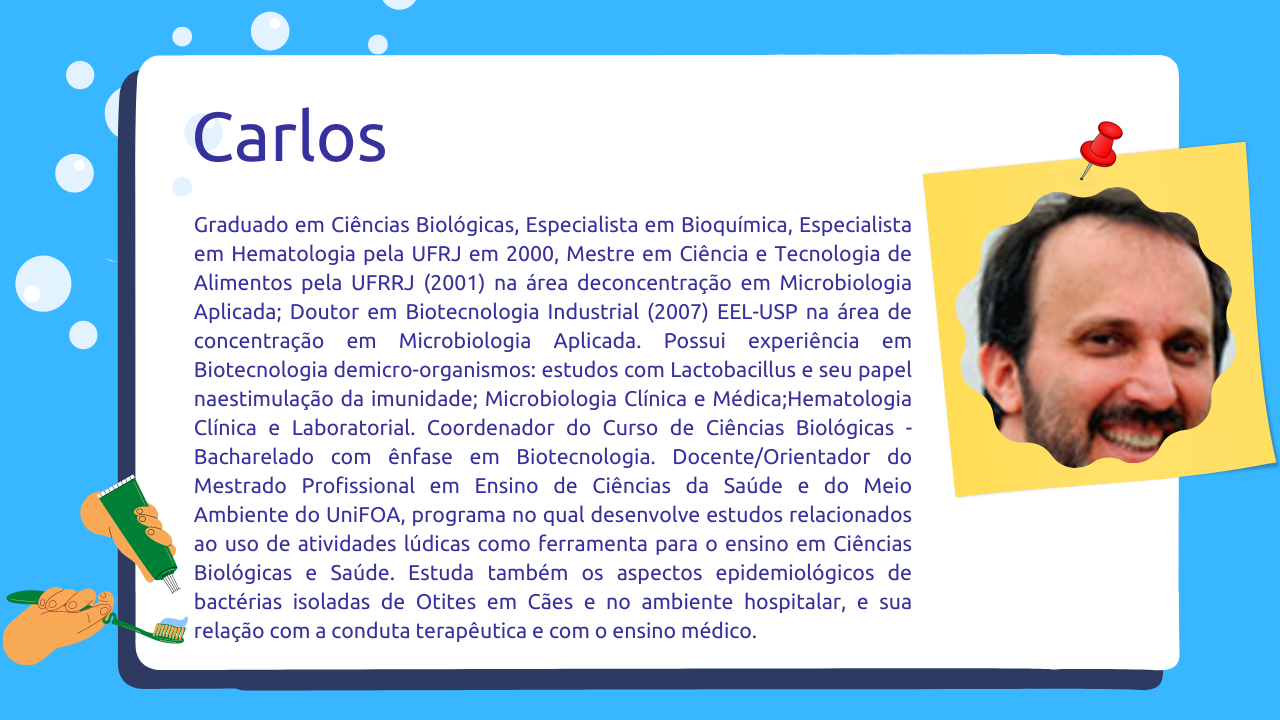 Carlos
Graduado em Ciências Biológicas, Especialista em Bioquímica, Especialista
em Hematologia pela UFRJ em 2000, Mestre em Ciência e Tecnologia de
Alimentos pela UFRRJ (2001) na área deconcentração em Microbiologia
Aplicada; Doutor em Biotecnologia Industrial (2007) EEL-USP na área de
concentração em Microbiologia Aplicada. Possui experiência em
Biotecnologia demicro-organismos: estudos com Lactobacillus e seu papel
naestimulação da imunidade; Microbiologia Clínica e Médica;Hematologia
Clínica e Laboratorial. Coordenador do Curso de Ciências Biológicas -
Bacharelado com ênfase em Biotecnologia. Docente/Orientador do
Mestrado Profissional em Ensino de Ciências da Saúde e do Meio
Ambiente do UniFOA, programa no qual desenvolve estudos relacionados
ao uso de atividades lúdicas como ferramenta para o ensino em Ciências
Biológicas e Saúde. Estuda também os aspectos epidemiológicos de
bactérias isoladas de Otites em Cães e no ambiente hospitalar, e sua
relação com a conduta terapêutica e com o ensino médico.